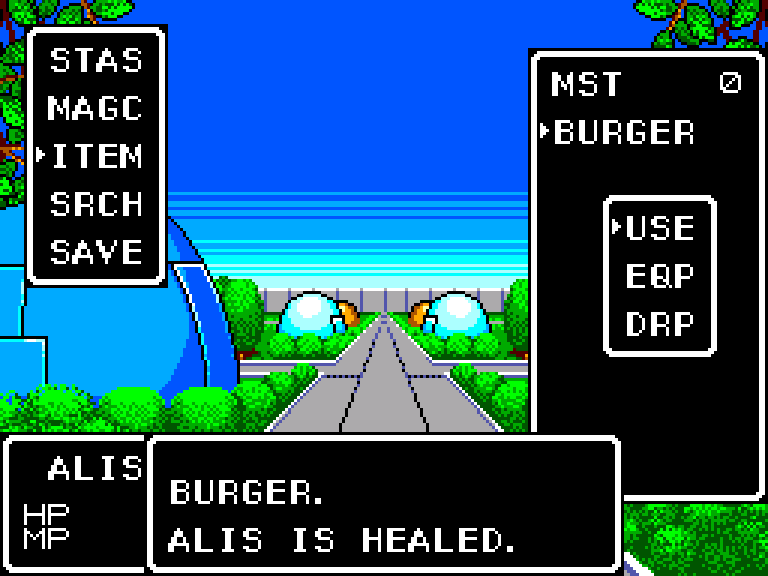 STAS
MAGC
ITEM
SRCH
SAVE
MST 0
BURGER
USE
EQP
DRP
ALIS
HP
MP
BURGER.
ALIS IS HEALED.